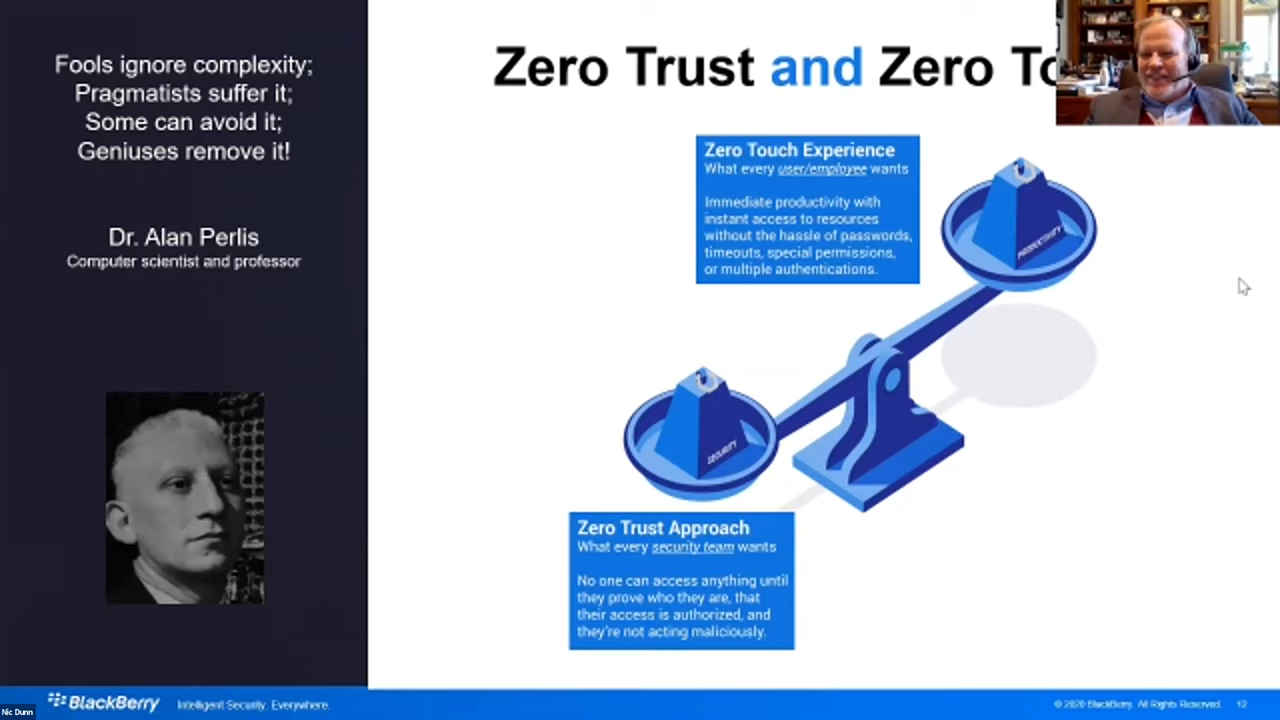 Fools ignore complexity;
Pragmatists suffer it;
Some can avoid it;
Geniuses remove it!
Dr. Alan Perlis
Computer scientist and professor
Zero Trust and Zero To
Zero Touch Experience
What every user/employee wants
Immediate productivity with
instant access to resources
without the hassle of passwords,
timeouts, special permissions,
or multiple authentications.
PRODUCTIVITY
SECURITY
Zero Trust Approach
What every security team wants
No one can access anything until
they prove who they are, that
their access is authorized, and
they're not acting maliciously.
BlackBerry
Intelligent Security. Everywhere.
© 2020 BlackBerry. All Rights Reserved. 12
Nic Dunn